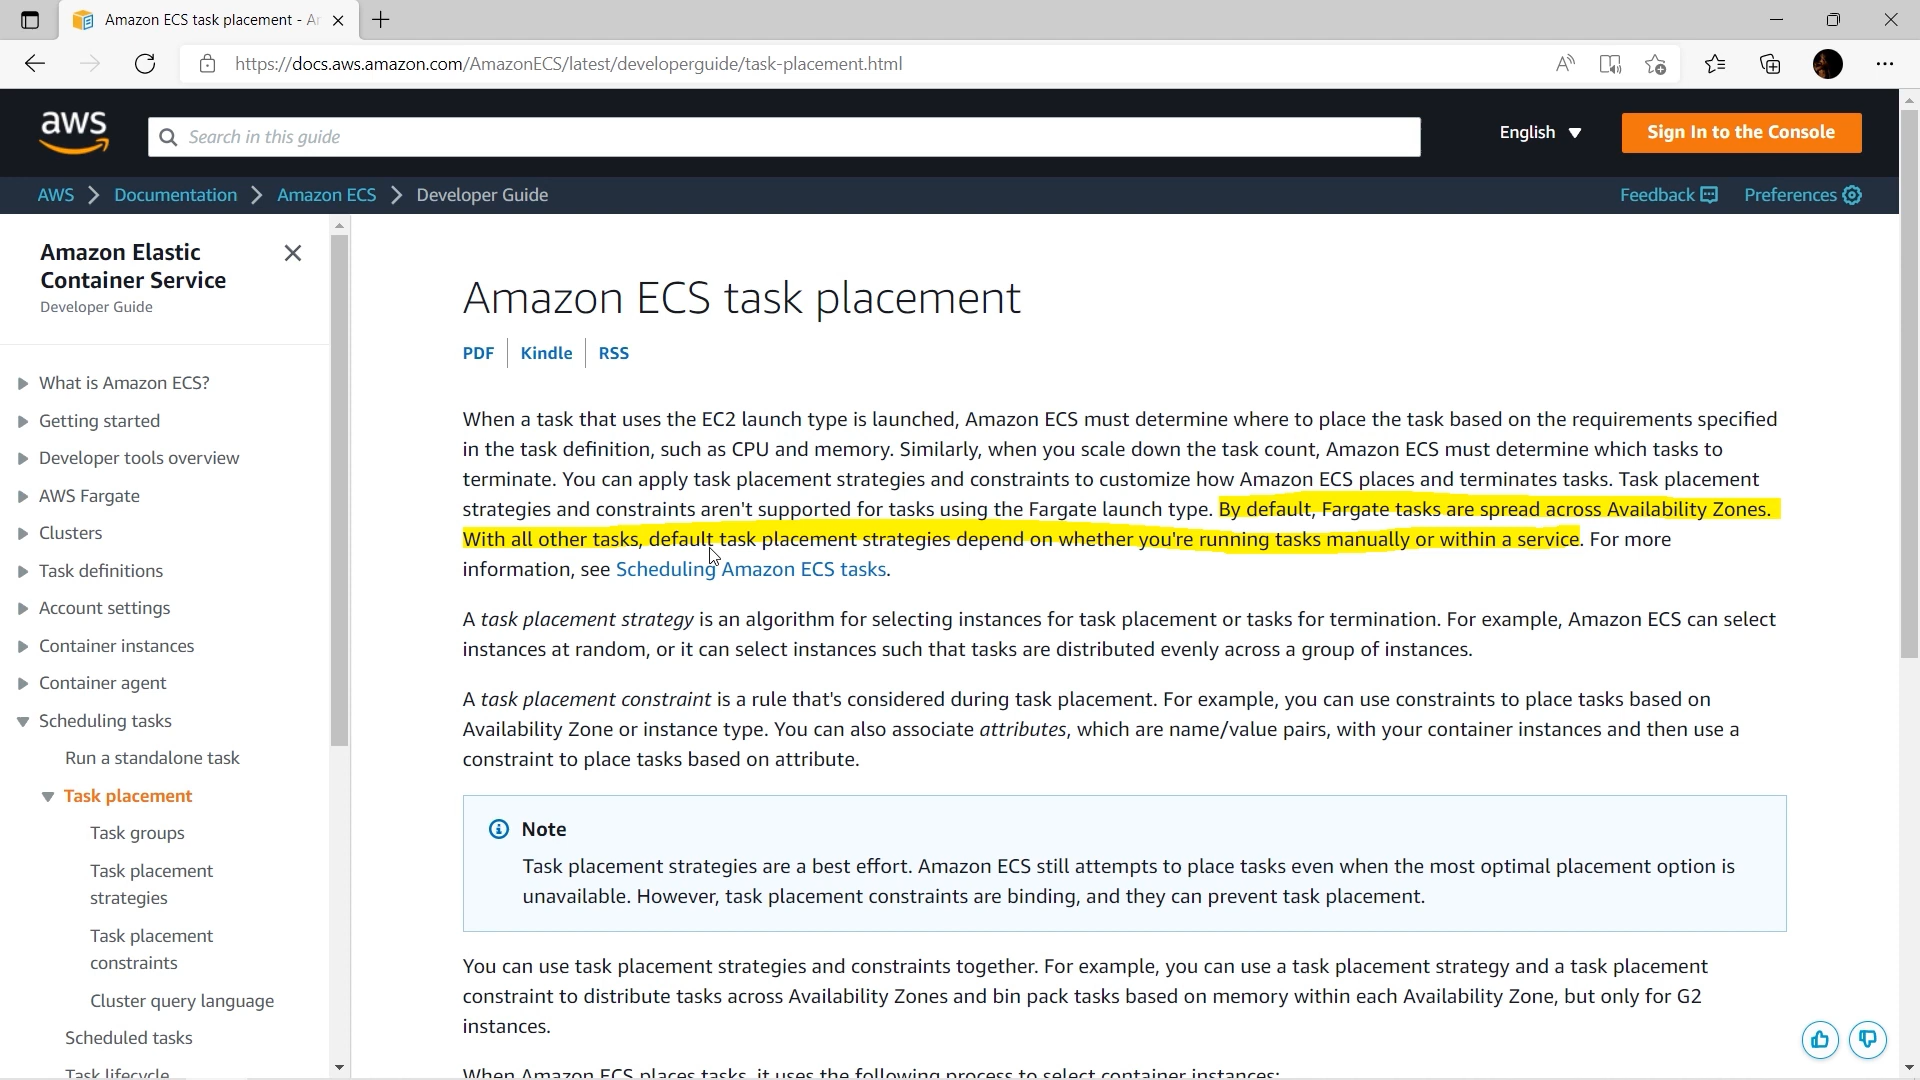 Amazon ECS task placement - A
https://docs.aws.amazon.com/AmazonECS/latest/developerguide/task-placement.html
aws
Search in this guide
English
Sign In to the Console
AWS > Documentation > Amazon ECS > Developer Guide
Feedback
Preferences
Amazon Elastic
Container Service
Developer Guide
What is Amazon ECS?
Getting started
Developer tools overview
AWS Fargate
Clusters
Task definitions
Account settings
Container instances
Container agent
Scheduling tasks
Run a standalone task
Task placement
Task groups
Task placement
strategies
Task placement
constraints
Cluster query language
Scheduled tasks
Task lifecycle
Amazon ECS task placement
PDF | Kindle | RSS
When a task that uses the EC2 launch type is launched, Amazon ECS must determine where to place the task based on the requirements specified
in the task definition, such as CPU and memory. Similarly, when you scale down the task count, Amazon ECS must determine which tasks to
terminate. You can apply task placement strategies and constraints to customize how Amazon ECS places and terminates tasks. Task placement
strategies and constraints aren't supported for tasks using the Fargate launch type. By default, Fargate tasks are spread across Availability Zones.
With all other tasks, default task placement strategies depend on whether you're running tasks manually or within a service. For more
information, see Scheduling Amazon ECS tasks.
A task placement strategy is an algorithm for selecting instances for task placement or tasks for termination. For example, Amazon ECS can select
instances at random, or it can select instances such that tasks are distributed evenly across a group of instances.
A task placement constraint is a rule that's considered during task placement. For example, you can use constraints to place tasks based on
Availability Zone or instance type. You can also associate attributes, which are name/value pairs, with your container instances and then use a
constraint to place tasks based on attribute.
Note
Task placement strategies are a best effort. Amazon ECS still attempts to place tasks even when the most optimal placement option is
unavailable. However, task placement constraints are binding, and they can prevent task placement.
You can use task placement strategies and constraints together. For example, you can use a task placement strategy and a task placement
constraint to distribute tasks across Availability Zones and bin pack tasks based on memory within each Availability Zone, but only for G2
instances.
When Amazon ECS places tasks, it uses the following process to select container instances: